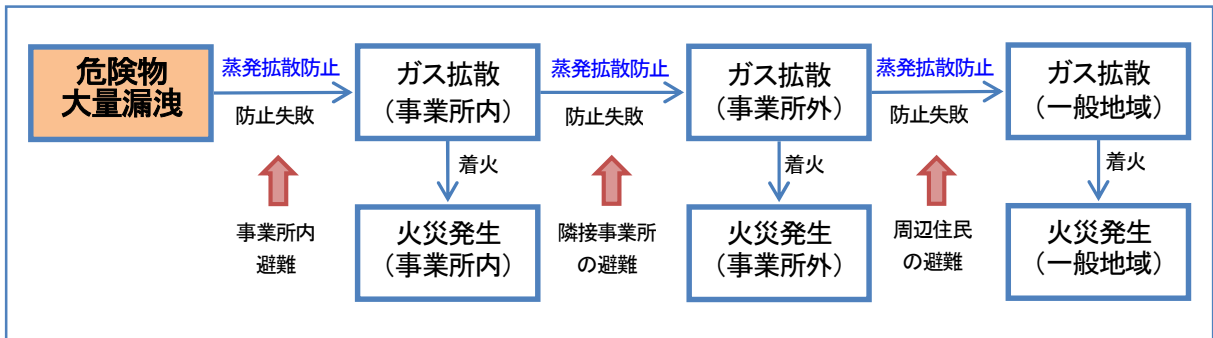 危険物
大量漏洩
蒸発拡散防止
防止失敗
事業所内
避難
ガス拡散
（事業所内）
着火
火災発生
（事業所内）
蒸発拡散防止
防止失敗
隣接事業所
の避難
ガス拡散
（事業所外）
着火
火災発生
（事業所外）
蒸発拡散防止
防止失敗
周辺住民
の避難
ガス拡散
（一般地域）
着火
火災発生
（一般地域）